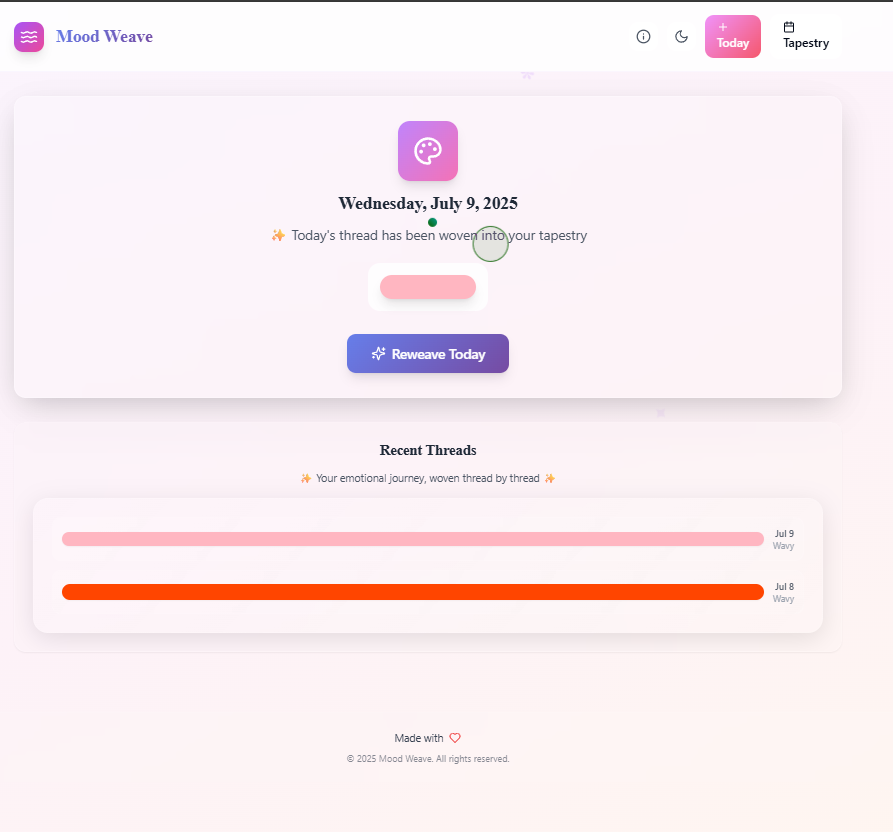 Mood Weave
Today
Tapestry
Wednesday, July 9, 2025
✨ Today's thread has been woven into your tapestry
Reweave Today
Recent Threads
✨ Your emotional journey, woven thread by thread ✨
Jul 9
Wavy
Jul 8
Wavy
Made with
© 2025 Mood Weave. All rights reserved.